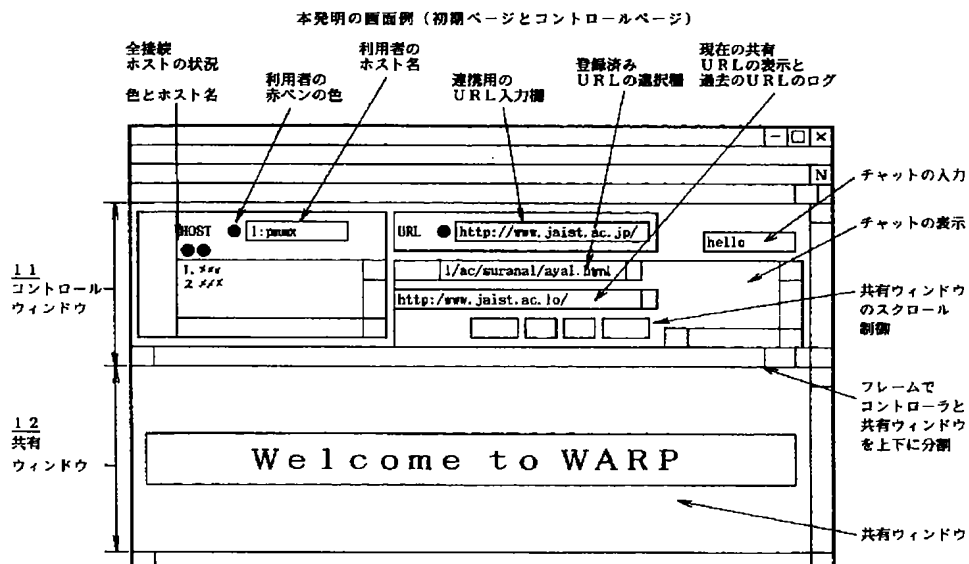 本発明の画面例（初期ページとコントロールページ）
全接続
ホストの状況
色とホスト名
利用者の
赤ペンの色
利用者の
ホスト名
連携用の
ＵＲＬ入力欄
登録済み
ＵＲＬの選択欄
現在の共有
ＵＲＬの表示と
過去のＵＲＬのログ
N
HOST
URL
http://www.jaist.ac.jp/
hello
1.
2
http:/www.jaist.ac.lo/
チャットの入力
チャットの表示
共有ウィンドウ
のスクロール
制御
フレームで
コントローラと
共有ウィンドウ
を上下に分割
共有ウィンドウ
11
コントロール
ウィンドウ
12
共有
ウィンドウ
Welcome to WARP